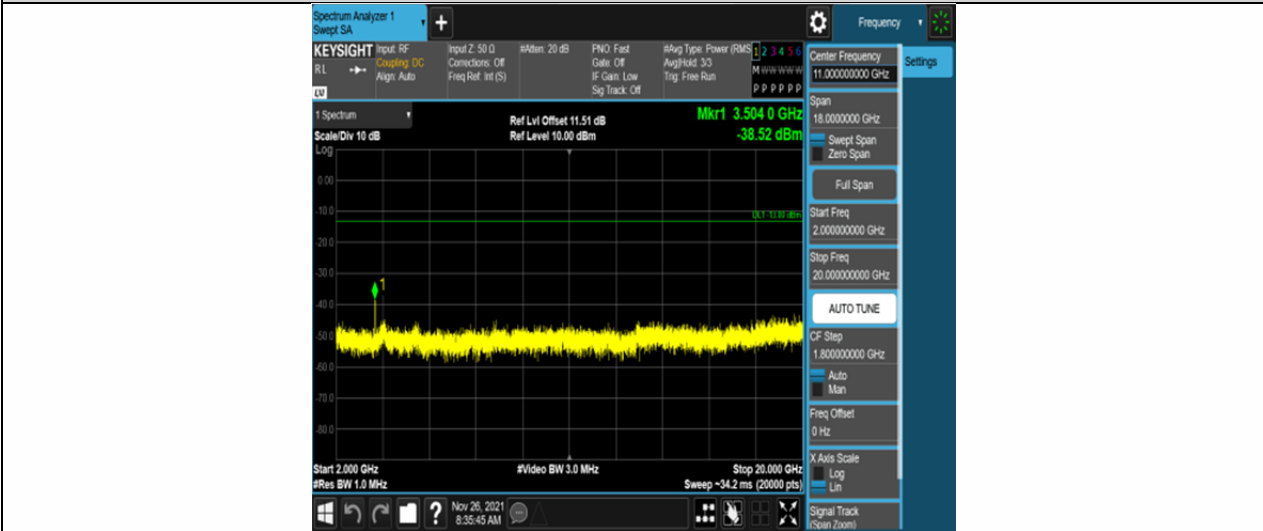 Spectrum Analyzer 1
Swept SA
+
Frequency
KEYSIGHT
RL
LV
Input: RF
Coupling: DC
Align: Auto
Input Z: 50 Ω
Corrections: Off
Freq Ref: Int (S)
#Atten: 20 dB
PNO: Fast
Gate: Off
IF Gain: Low
Sig Track: Off
#Avg Type: Power (RMS
Avg|Hold: 3/3
Trig: Free Run
1 2 3 4 5 6
M W W W W W
P P P P P P
1 Spectrum
Scale/Div 10 dB
Log
Ref Lvl Offset 11.51 dB
Ref Level 10.00 dBm
Mkr1 3.504 0 GHz
-38.52 dBm
0.00
-10.0
DL1 -13.00 dBm
-20.0
-30.0
1
-40.0
-50.0
-60.0
-70.0
-80.0
Start 2.000 GHz
#Res BW 1.0 MHz
#Video BW 3.0 MHz
Stop 20.000 GHz
Sweep ~34.2 ms (20000 pts)
Center Frequency
11.000000000 GHz
Settings
Span
18.0000000 GHz
Swept Span
Zero Span
Full Span
Start Freq
2.000000000 GHz
Stop Freq
20.000000000 GHz
AUTO TUNE
CF Step
1.800000000 GHz
Auto
Man
Freq Offset
0 Hz
X Axis Scale
Log
Lin
Signal Track
(Span Zoom)
?
Nov 26, 2021
8:35:45 AM